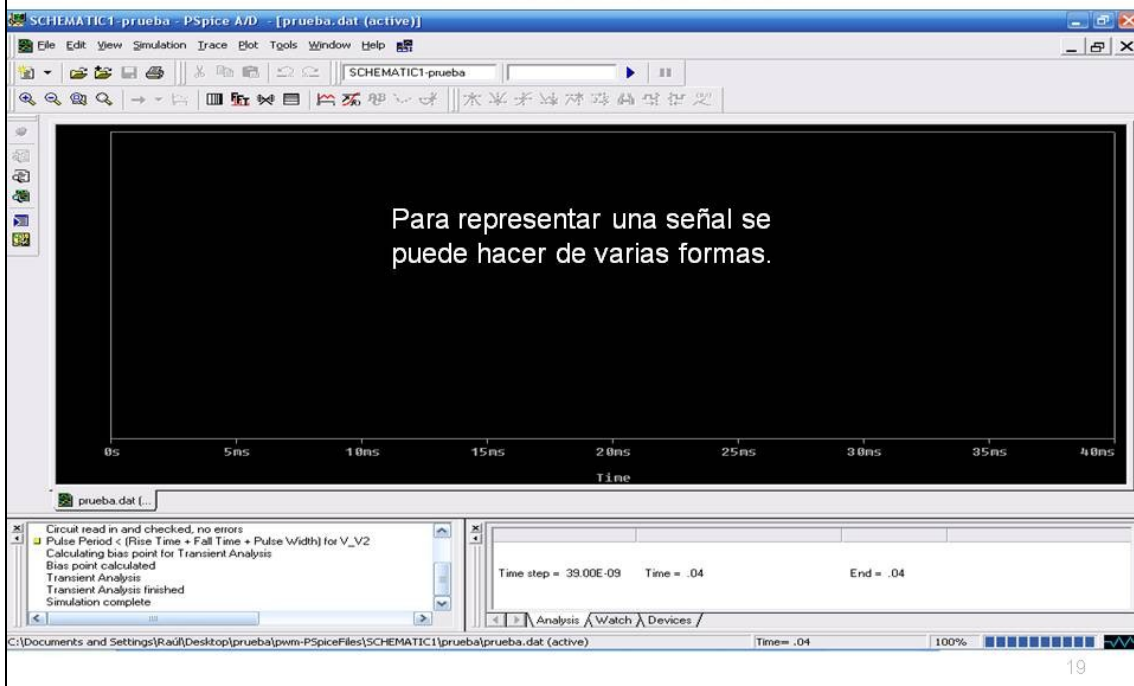 SCHEMATIC1-prueba - PSpice A/D - [prueba.dat (active)]
File Edit View Simulation Trace Plot Tools Window Help
SCHEMATIC1-prueba
Para representar una señal se
puede hacer de varias formas.
0s 5ms 10ms 15ms 20ms 25ms 30ms 35ms 40ms
Time
prueba.dat (...
Circuit read in and checked, no errors
Pulse Period < (Rise Time + Fall Time + Pulse Width) for V_V2
Calculating bias point for Transient Analysis
Bias point calculated
Transient Analysis
Transient Analysis finished
Simulation complete
Time step = 39.00E-09 Time = .04 End = .04
Analysis Watch Devices
C:\Documents and Settings\Raúl\Desktop\prueba\pwm-PSpiceFiles\SCHEMATIC1\prueba\prueba.dat (active) Time= .04 100%
19